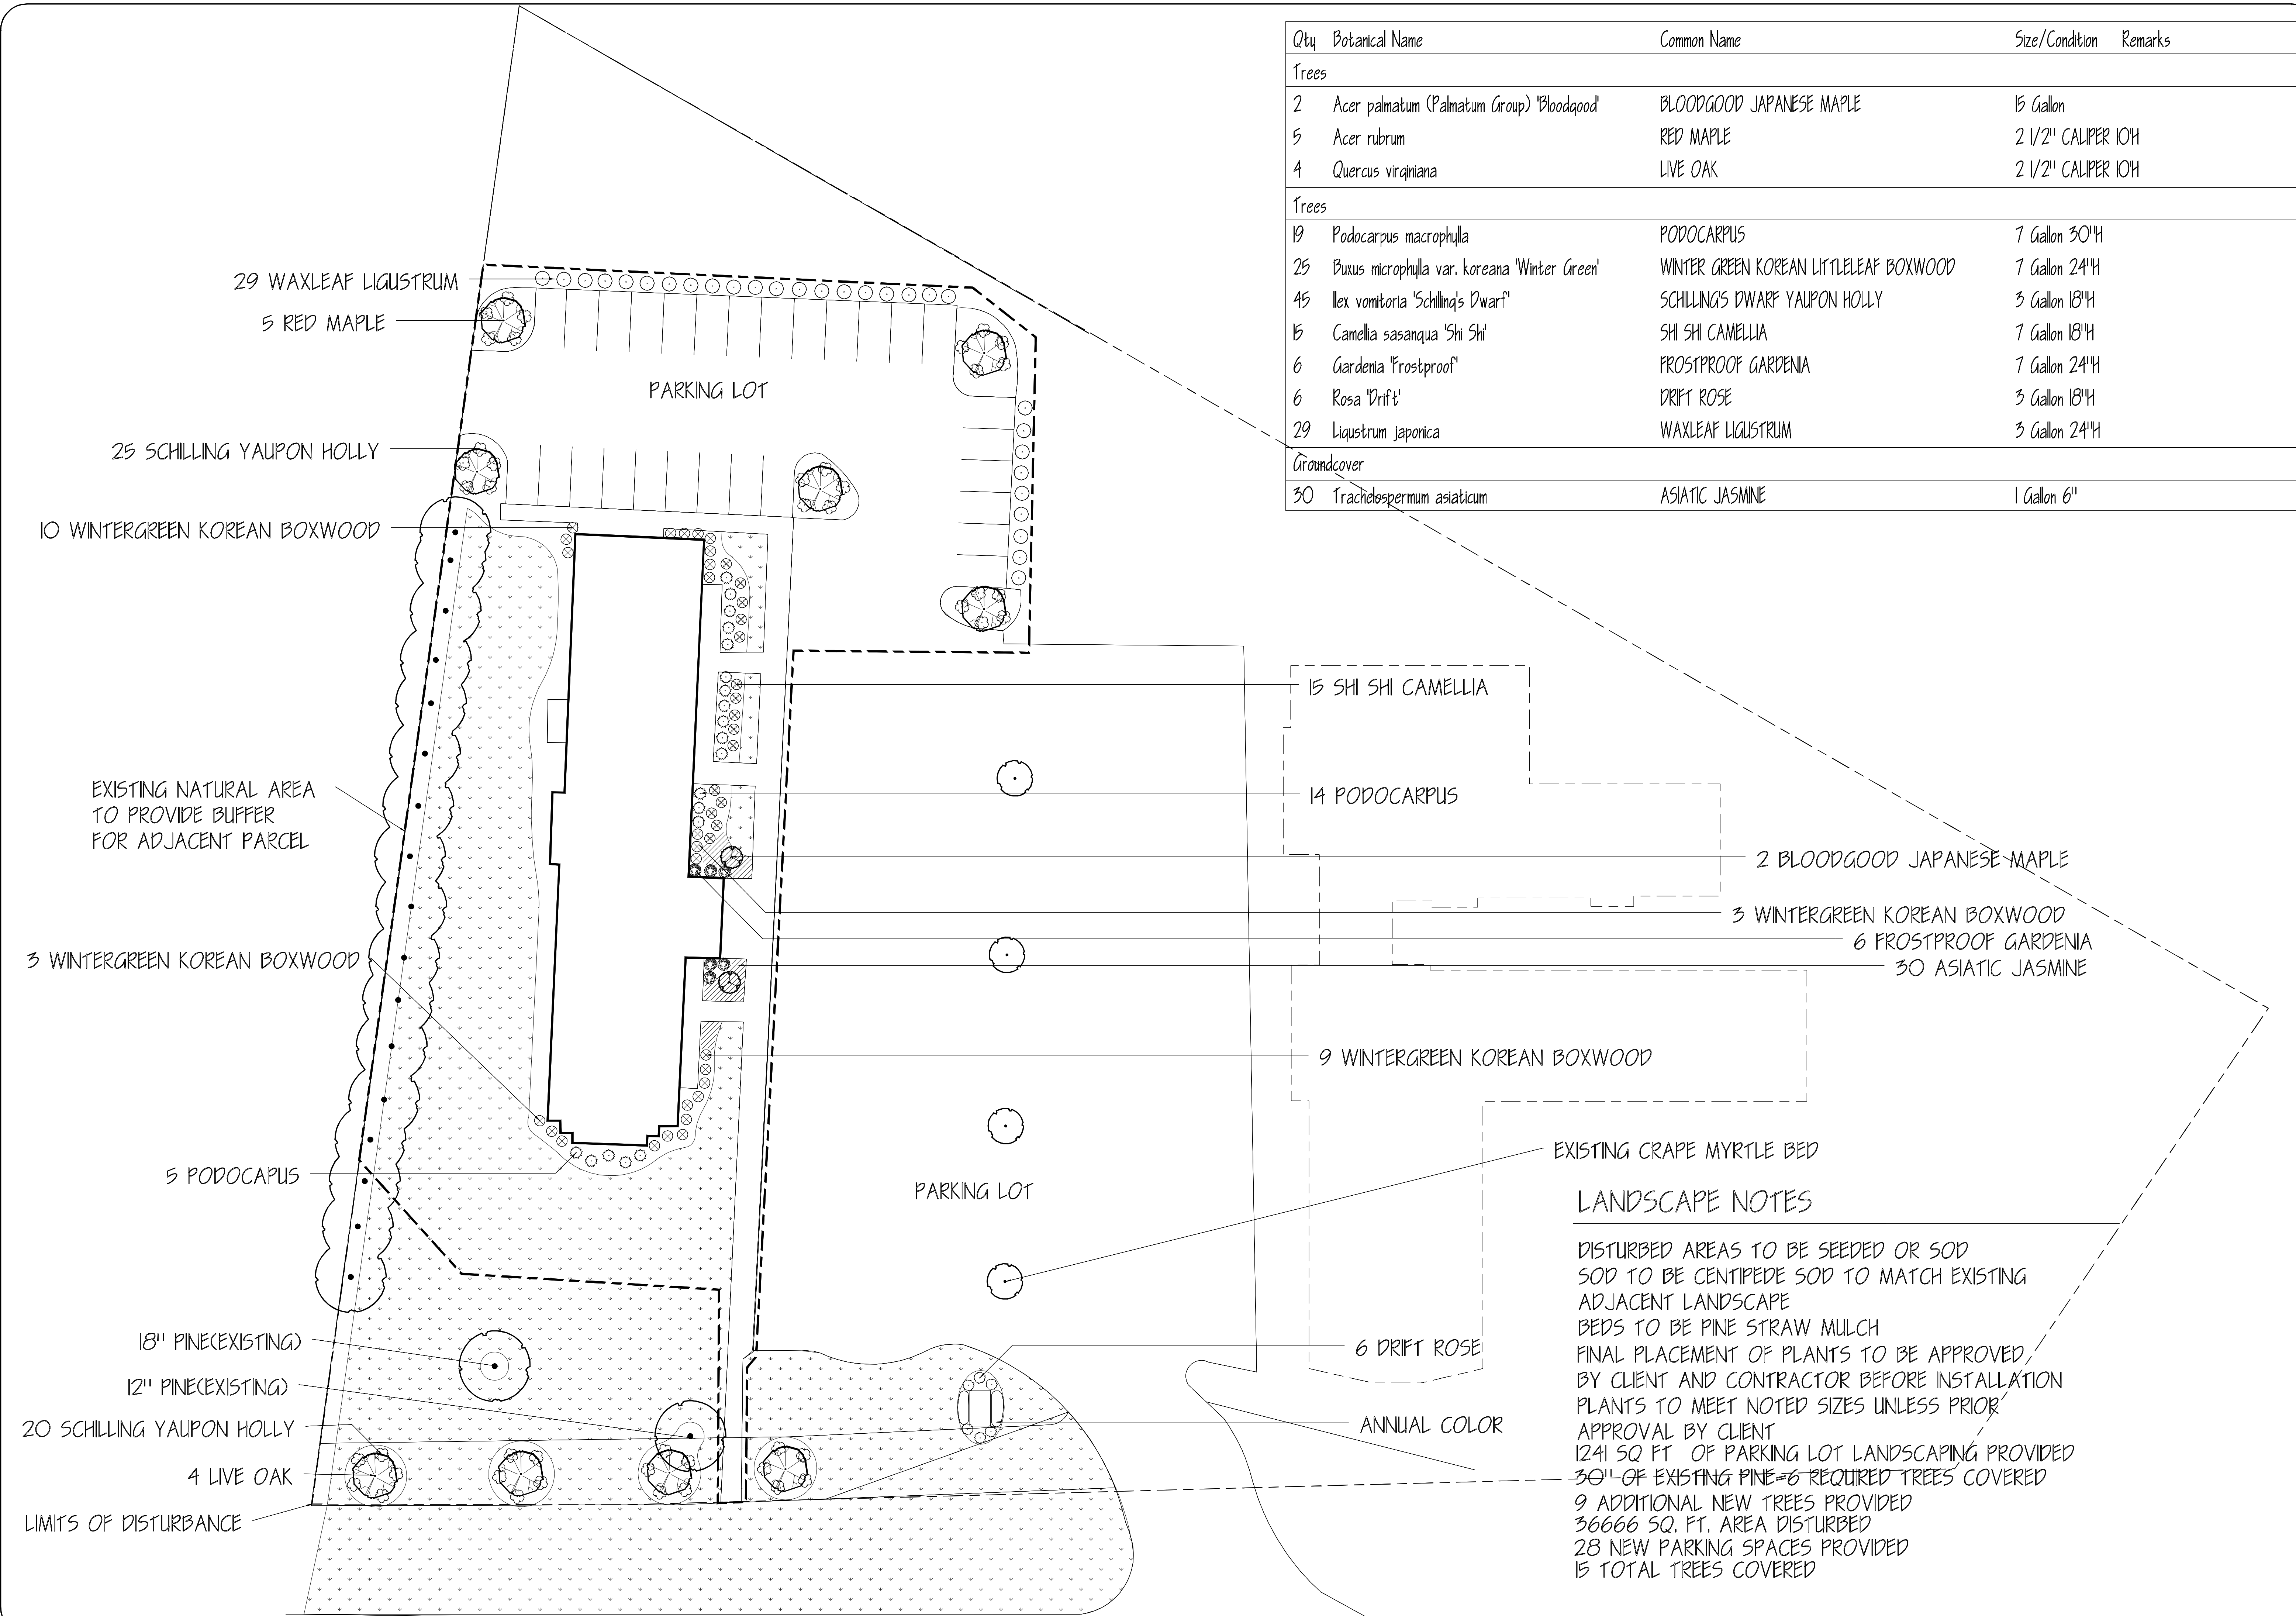 Qty Botanical Name Common Name Size/Condition Remarks
Trees
2 Acer palmatum (Palmatum Group) 'Bloodgood' BLOODGOOD JAPANESE MAPLE 15 Gallon
5 Acer rubrum RED MAPLE 2 1/2" CALIPER 10'H
4 Quercus virginiana LIVE OAK 2 1/2" CALIPER 10'H
Trees
19 Podocarpus macrophylla PODOCARPUS 7 Gallon 30"H
25 Buxus microphylla var. koreana 'Winter Green' WINTER GREEN KOREAN LITTLELEAF BOXWOOD 7 Gallon 24"H
45 Ilex vomitoria 'Schilling's Dwarf' SCHILLING'S DWARF YAUPON HOLLY 3 Gallon 18"H
15 Camellia sasanqua 'Shi Shi' SHI SHI CAMELLIA 7 Gallon 18"H
6 Gardenia 'Frostproof' FROSTPROOF GARDENIA 7 Gallon 24"H
6 Rosa 'Drift' DRIFT ROSE 3 Gallon 18"H
29 Ligustrum japonica WAXLEAF LIGUSTRUM 3 Gallon 24"H
Groundcover
30 Trachelospermum asiaticum ASIATIC JASMINE 1 Gallon 6"
29 WAXLEAF LIGUSTRUM
5 RED MAPLE
PARKING LOT
25 SCHILLING YAUPON HOLLY
10 WINTERGREEN KOREAN BOXWOOD
15 SHI SHI CAMELLIA
EXISTING NATURAL AREA
TO PROVIDE BUFFER
FOR ADJACENT PARCEL
14 PODOCARPUS
2 BLOODGOOD JAPANESE MAPLE
3 WINTERGREEN KOREAN BOXWOOD
6 FROSTPROOF GARDENIA
30 ASIATIC JASMINE
3 WINTERGREEN KOREAN BOXWOOD
9 WINTERGREEN KOREAN BOXWOOD
EXISTING CRAPE MYRTLE BED
5 PODOCAPUS
PARKING LOT
18" PINE(EXISTING)
12" PINE(EXISTING)
20 SCHILLING YAUPON HOLLY
4 LIVE OAK
LIMITS OF DISTURBANCE
6 DRIFT ROSE
ANNUAL COLOR
LANDSCAPE NOTES
DISTURBED AREAS TO BE SEEDED OR SOD
SOD TO BE CENTIPEDE SOD TO MATCH EXISTING
ADJACENT LANDSCAPE
BEDS TO BE PINE STRAW MULCH
FINAL PLACEMENT OF PLANTS TO BE APPROVED
BY CLIENT AND CONTRACTOR BEFORE INSTALLATION
PLANTS TO MEET NOTED SIZES UNLESS PRIOR
APPROVAL BY CLIENT
1241 SQ FT OF PARKING LOT LANDSCAPING PROVIDED
30" OF EXISTING PINE=6 REQUIRED TREES COVERED
9 ADDITIONAL NEW TREES PROVIDED
36666 SQ. FT. AREA DISTURBED
28 NEW PARKING SPACES PROVIDED
15 TOTAL TREES COVERED